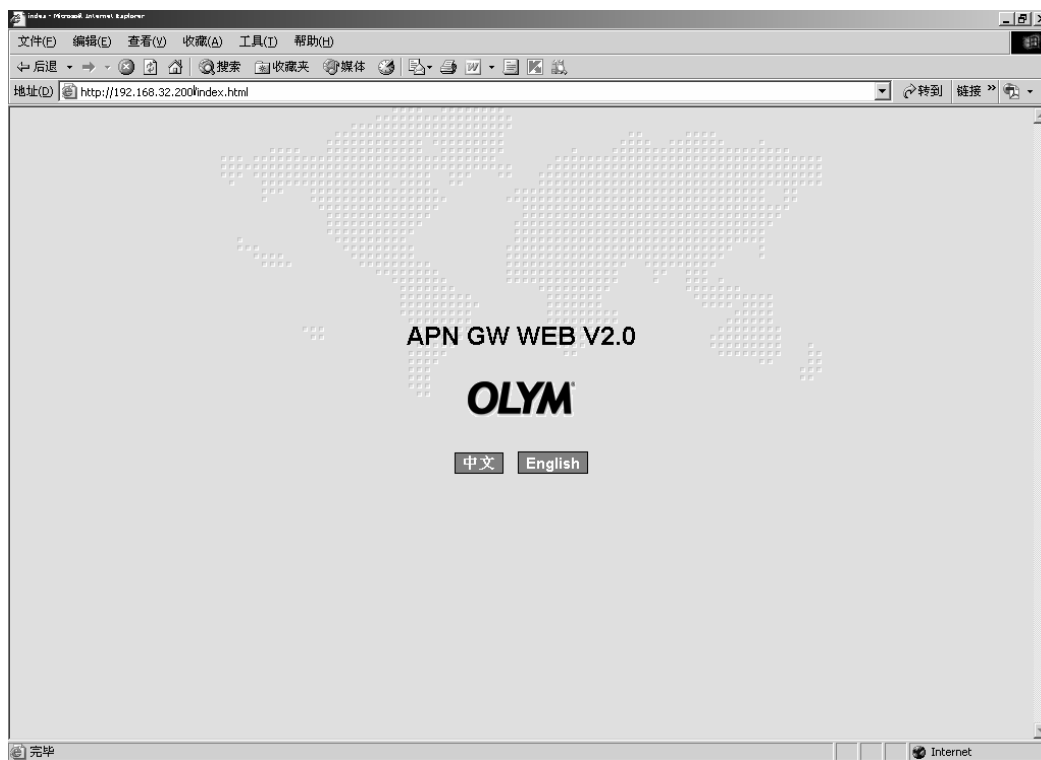 index - Microsoft Internet Explorer
文件(F) 编辑(E) 查看(V) 收藏(A) 工具(T) 帮助(H)
后退 搜索 收藏夹 媒体
地址(D) http://192.168.32.200/index.html 转到 链接 »
APN GW WEB V2.0
OLYM
中文 English
完毕 Internet